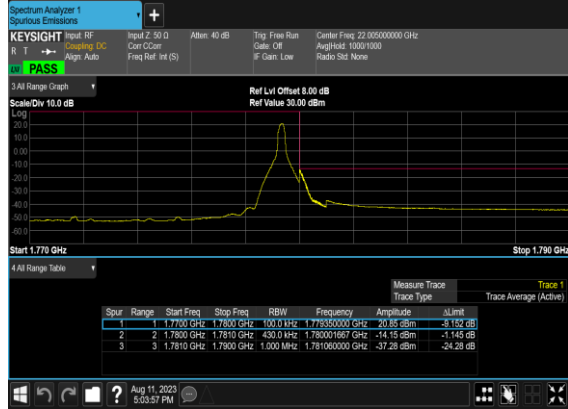 Spectrum Analyzer 1
Spurious Emissions
+
KEYSIGHT Input: RF Input Z: 50 Ω Atten: 40 dB Trig: Free Run Center Freq: 22.005000000 GHz
R T Coupling: DC Corr CCorr Gate: Off Avg|Hold: 1000/1000
Align: Auto Freq Ref: Int (S) IF Gain: Low Radio Std: None
PASS
3 All Range Graph
Ref Lvl Offset 8.00 dB
Scale/Div 10.0 dB Ref Value 30.00 dBm
Log
20.0
10.0
0.00
-10.0
-20.0
-30.0
-40.0
-50.0
-60.0
Start 1.770 GHz Stop 1.790 GHz
4 All Range Table
Measure Trace Trace 1
Trace Type Trace Average (Active)
Spur Range Start Freq Stop Freq RBW Frequency Amplitude ΔLimit
1 1 1.7700 GHz 1.7800 GHz 100.0 kHz 1.779350000 GHz 20.85 dBm -9.152 dB
2 2 1.7800 GHz 1.7810 GHz 430.0 kHz 1.780001667 GHz -14.15 dBm -1.145 dB
3 3 1.7810 GHz 1.7900 GHz 1.000 MHz 1.781060000 GHz -37.28 dBm -24.28 dB
? Aug 11, 2023
5:03:57 PM